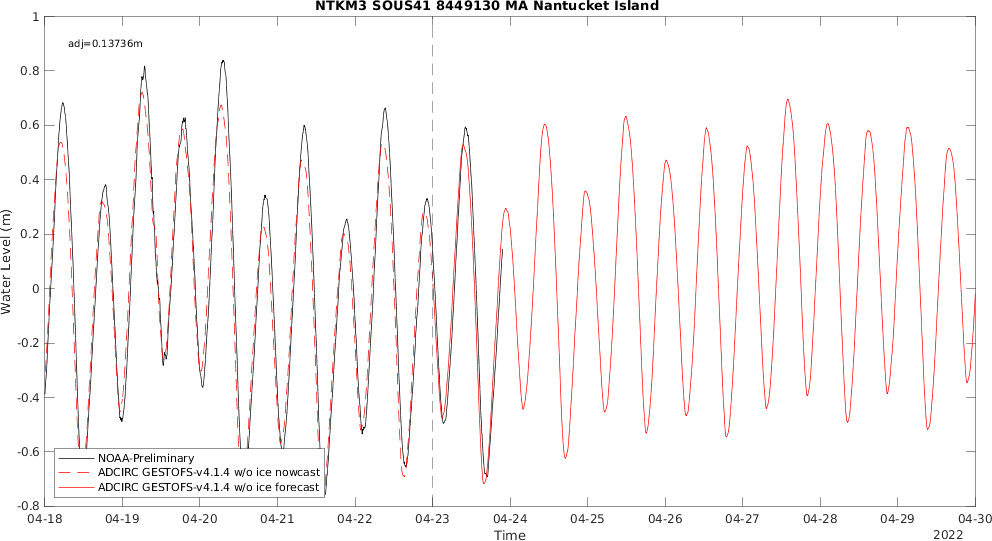 NTKM3 SOUS41 8449130 MA Nantucket Island
1
adj=0.13736m
0.8
0.6
0.4
0.2
0
-0.2
-0.4
-0.6
-0.8
Water Level (m)
NOAA-Preliminary
ADCIRC GESTOFS-v4.1.4 w/o ice nowcast
ADCIRC GESTOFS-v4.1.4 w/o ice forecast
04-18 04-19 04-20 04-21 04-22 04-23 04-24 04-25 04-26 04-27 04-28 04-29 04-30
Time
2022